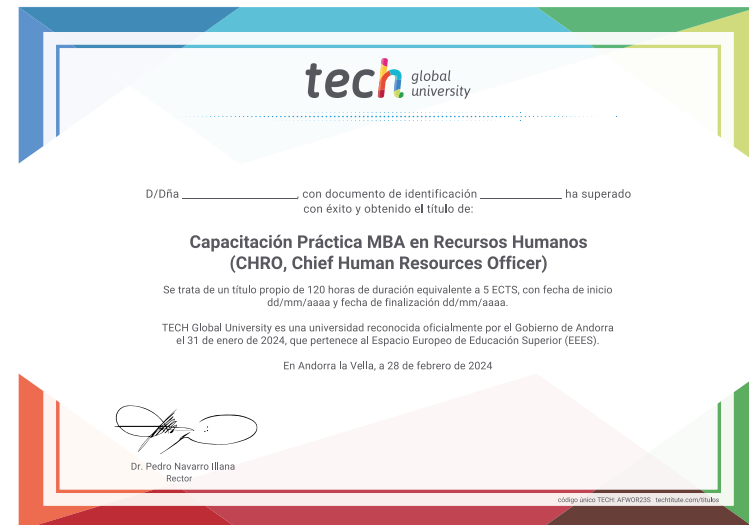 tech global university
D/Dña ____________________, con documento de identificación ______________ ha superado
con éxito y obtenido el título de:
Capacitación Práctica MBA en Recursos Humanos
(CHRO, Chief Human Resources Officer)
Se trata de un título propio de 120 horas de duración equivalente a 5 ECTS, con fecha de inicio
dd/mm/aaaa y fecha de finalización dd/mm/aaaa.
TECH Global University es una universidad reconocida oficialmente por el Gobierno de Andorra
el 31 de enero de 2024, que pertenece al Espacio Europeo de Educación Superior (EEES).
En Andorra la Vella, a 28 de febrero de 2024
Dr. Pedro Navarro Illana
Rector
código único TECH: AFWOR23S techtitute.com/titulos